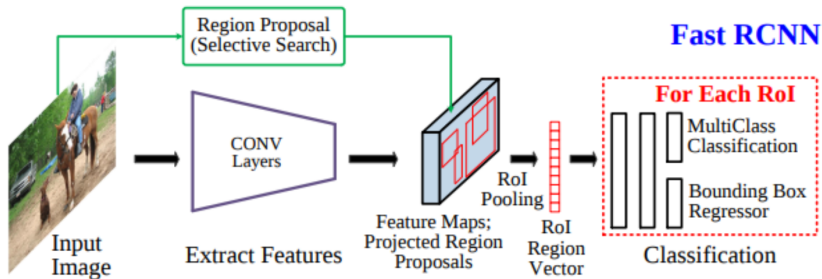 Region Proposal
(Selective Search)
Fast RCNN
For Each RoI
CONV
Layers
MultiClass
Classification
RoI
Pooling
Bounding Box
Regressor
Input
Image
Extract Features
Feature Maps;
Projected Region
Proposals
RoI
Region
Vector
Classification